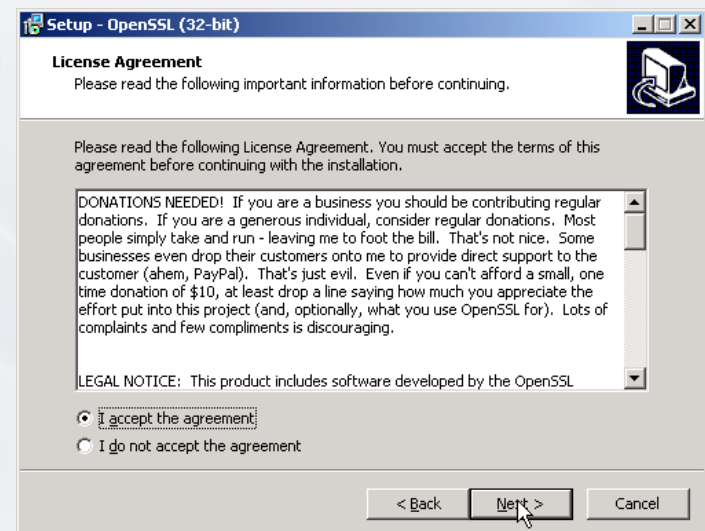 Setup - OpenSSL (32-bit)
License Agreement
Please read the following important information before continuing.
Please read the following License Agreement. You must accept the terms of this
agreement before continuing with the installation.
DONATIONS NEEDED!  If you are a business you should be contributing regular
donations.  If you are a generous individual, consider regular donations.  Most
people simply take and run - leaving me to foot the bill.  That's not nice.  Some
businesses even drop their customers onto me to provide direct support to the
customer (ahem, PayPal).  That's just evil.  Even if you can't afford a small, one
time donation of $10, at least drop a line saying how much you appreciate the
effort put into this project (and, optionally, what you use OpenSSL for).  Lots of
complaints and few compliments is discouraging.
LEGAL NOTICE:  This product includes software developed by the OpenSSL
I accept the agreement
I do not accept the agreement
< Back
Next >
Cancel